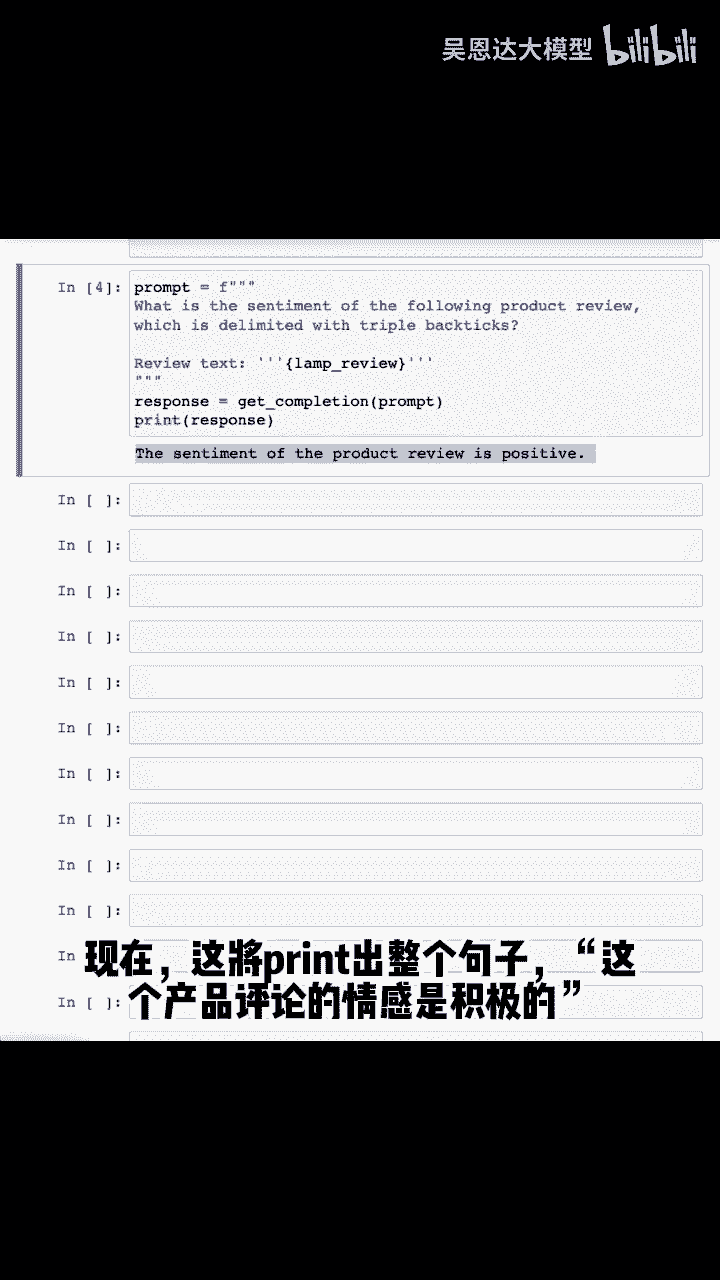 吴恩达大模型 bilibili
In [4]: prompt = f"""
What is the sentiment of the following product review,
which is delimited with triple backticks?
Review text: '''{lamp_review}'''
"""
response = get_completion(prompt)
print(response)
The sentiment of the product review is positive.
In [ ]:
In [ ]:
In [ ]:
In [ ]:
In [ ]:
In [ ]:
In [ ]:
In [ ]:
In [ ]:
In [ ]:
In
现在，这將print出整个句子，“这
In [ ]:
个产品评论的情感是积极的”